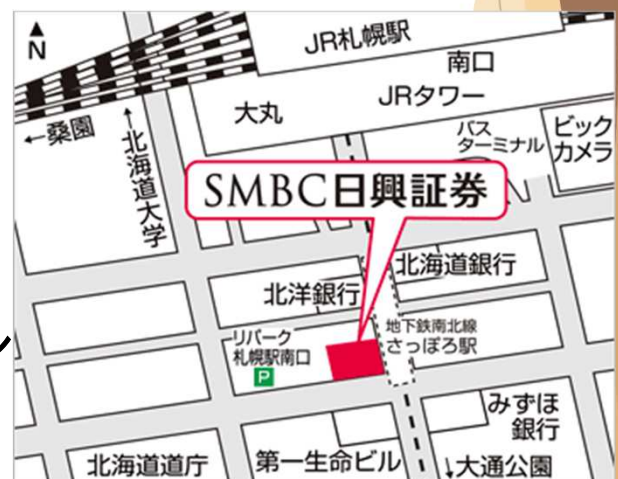 N
JR札幌駅
南口
JRタワー
大丸
←桑園
←北海道大学
バス
ターミナル
ビック
カメラ
SMBC日興証券
北海道銀行
北洋銀行
地下鉄南北線
さっぽろ駅
リパーク
札幌駅南口
P
みずほ
銀行
北海道道庁
第一生命ビル
↓大通公園